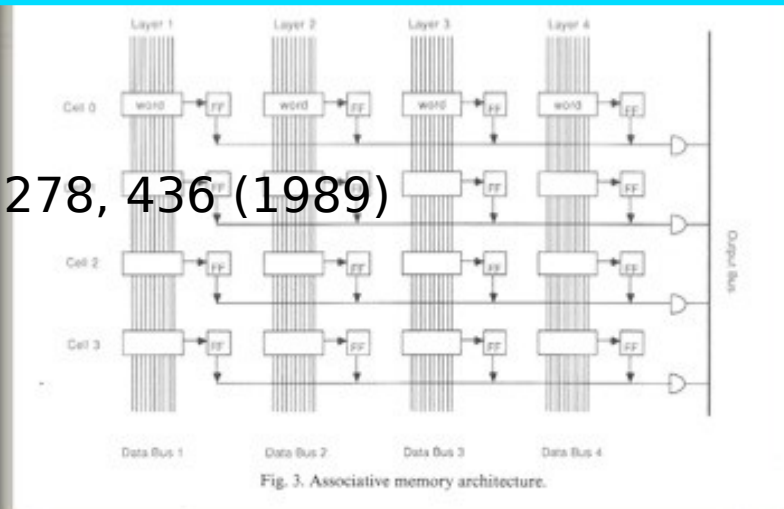 Layer 1 Layer 2 Layer 3 Layer 4
Cell 0 word FF word FF word FF word FF
278, 436 (1989)
FF FF FF FF
Cell 2 FF FF FF FF
Cell 3 FF FF FF FF
Output Bus
Data Bus 1 Data Bus 2 Data Bus 3 Data Bus 4
Fig. 3. Associative memory architecture.